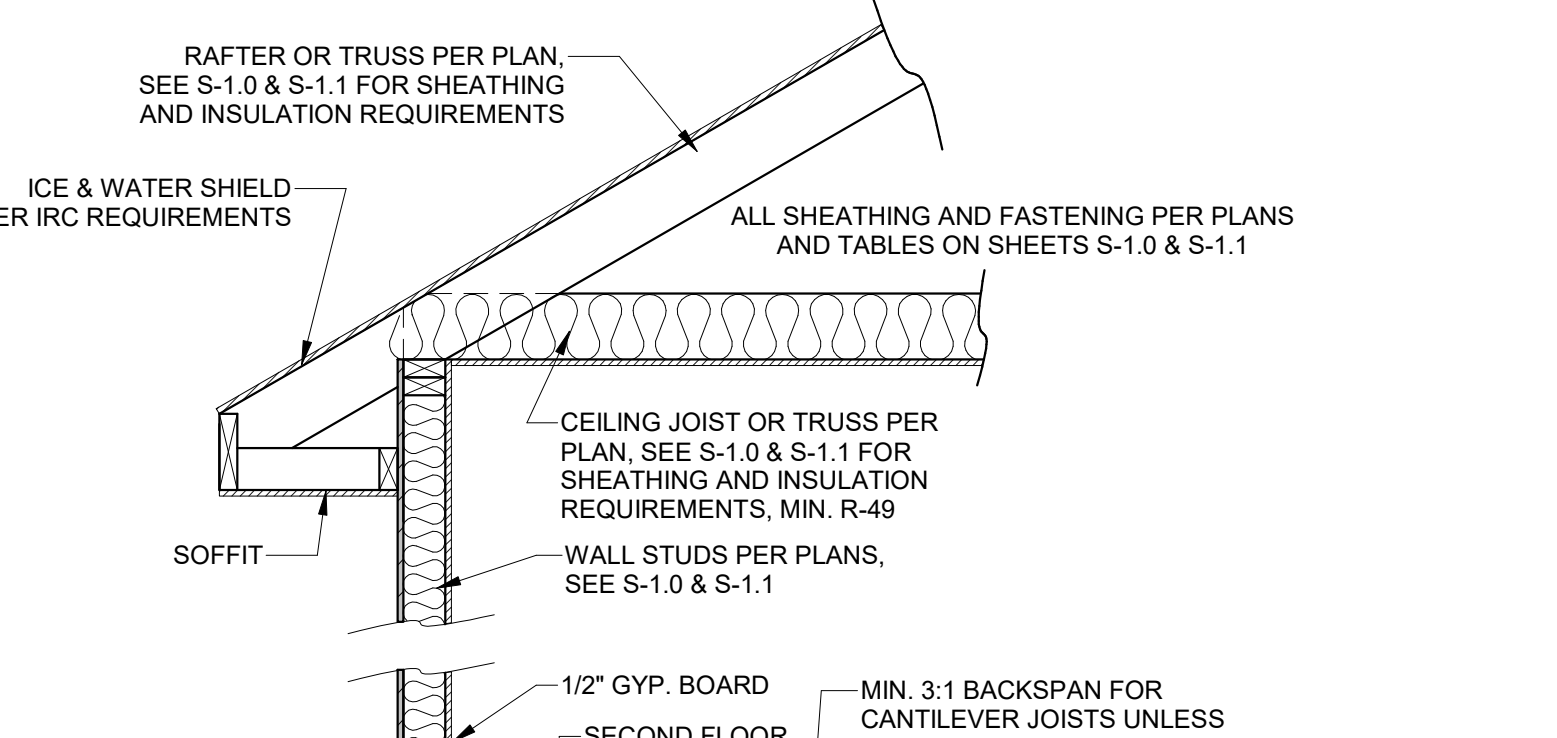 RAFTER OR TRUSS PER PLAN,
SEE S-1.0 & S-1.1 FOR SHEATHING
AND INSULATION REQUIREMENTS
ICE & WATER SHIELD
ER IRC REQUIREMENTS
ALL SHEATHING AND FASTENING PER PLANS
AND TABLES ON SHEETS S-1.0 & S-1.1
CEILING JOIST OR TRUSS PER
PLAN, SEE S-1.0 & S-1.1 FOR
SHEATHING AND INSULATION
REQUIREMENTS, MIN. R-49
SOFFIT
WALL STUDS PER PLANS,
SEE S-1.0 & S-1.1
1/2" GYP. BOARD
SECOND FLOOR
MIN. 3:1 BACKSPAN FOR
CANTILEVER JOISTS UNLESS